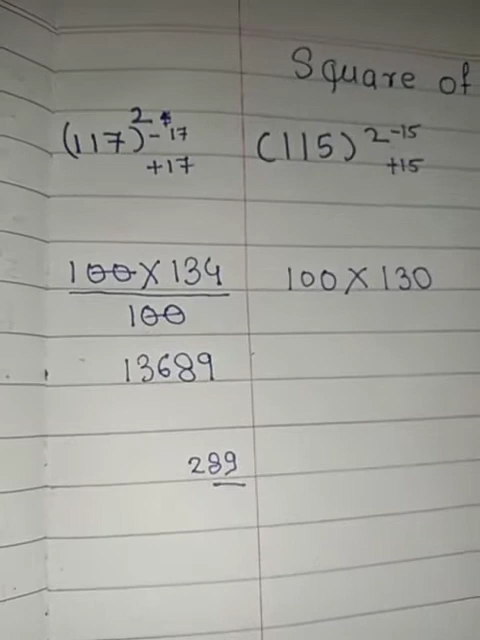 Square of
(117)² - 17
+17
100 × 134
100
13689
289
(115)² -15
+15
100 × 130